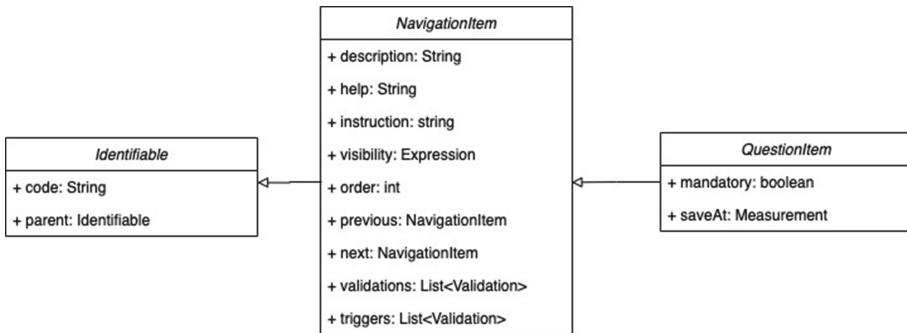 NavigationItem
+ description: String
+ help: String
+ instruction: string
+ visibility: Expression
+ order: int
+ previous: NavigationItem
+ next: NavigationItem
+ validations: List<Validation>
+ triggers: List<Validation>
Identifiable
+ code: String
+ parent: Identifiable
QuestionItem
+ mandatory: boolean
+ saveAt: Measurement